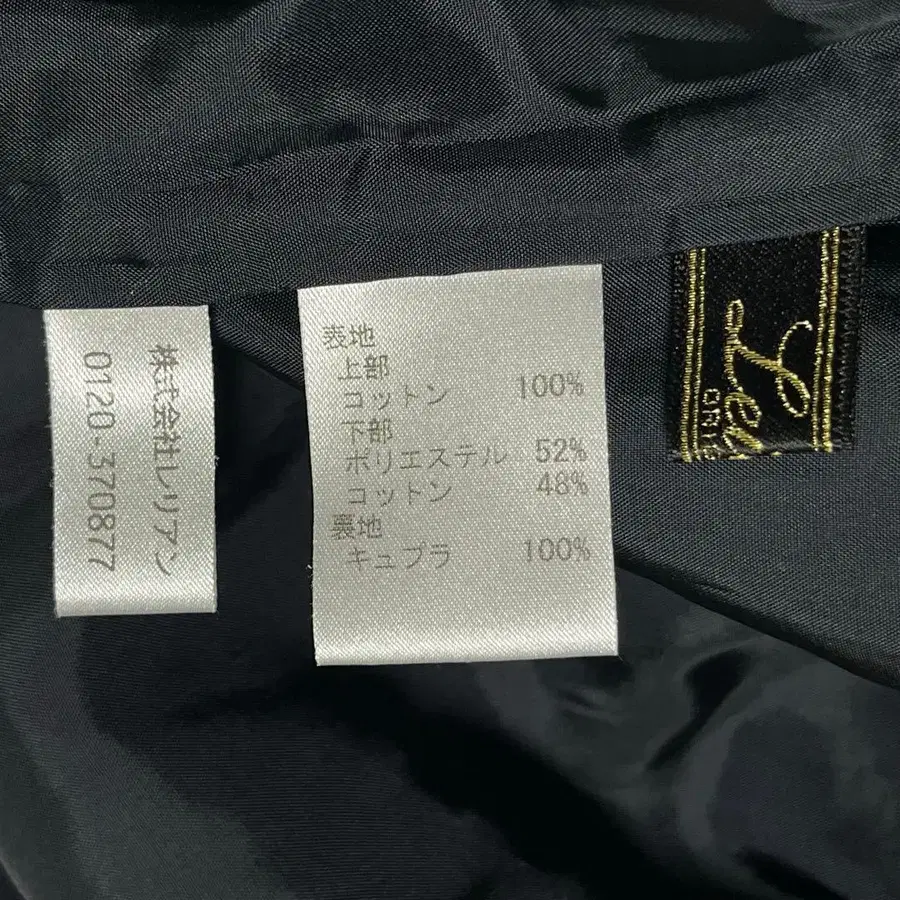 株式会社レリアン
0120-370877
表地
上部
コットン 100%
下部
ポリエステル 52%
コットン 48%
裏地
キュプラ 100%